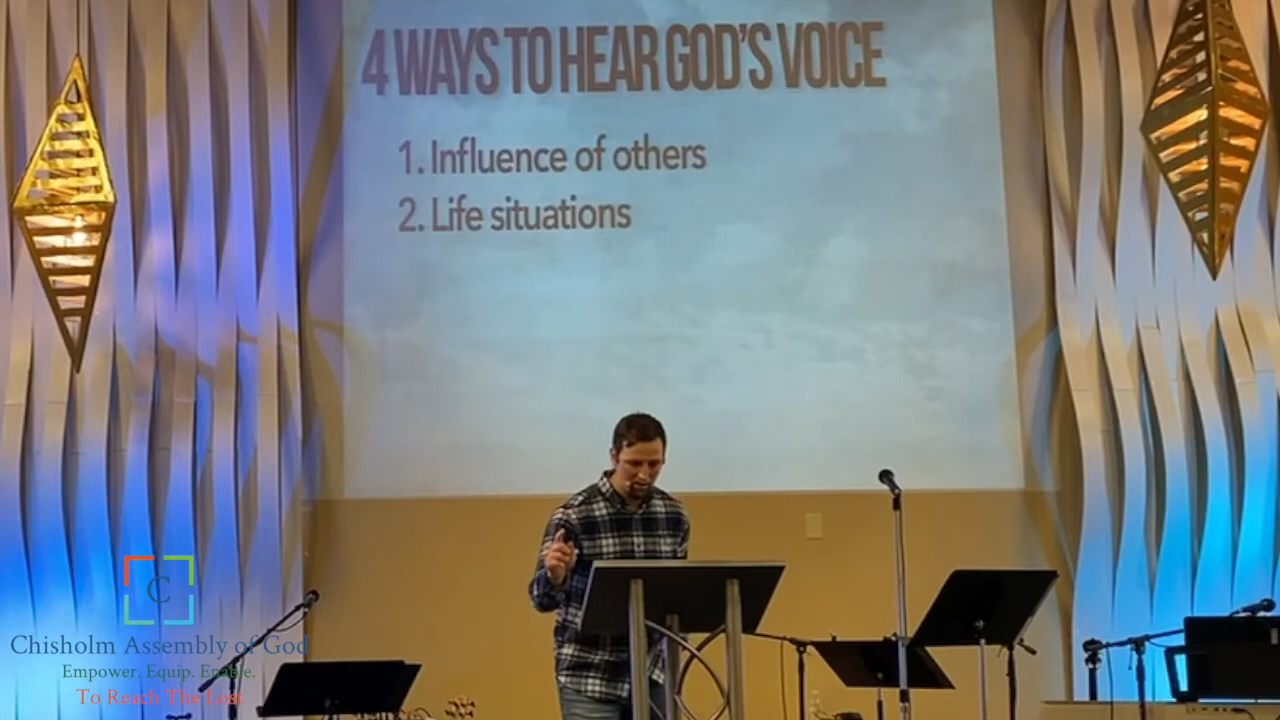 4 WAYS TO HEAR GOD'S VOICE
1. Influence of others
2. Life situations
C
Chisholm Assembly of God
Empower. Equip. Enable.
To Reach The Lost